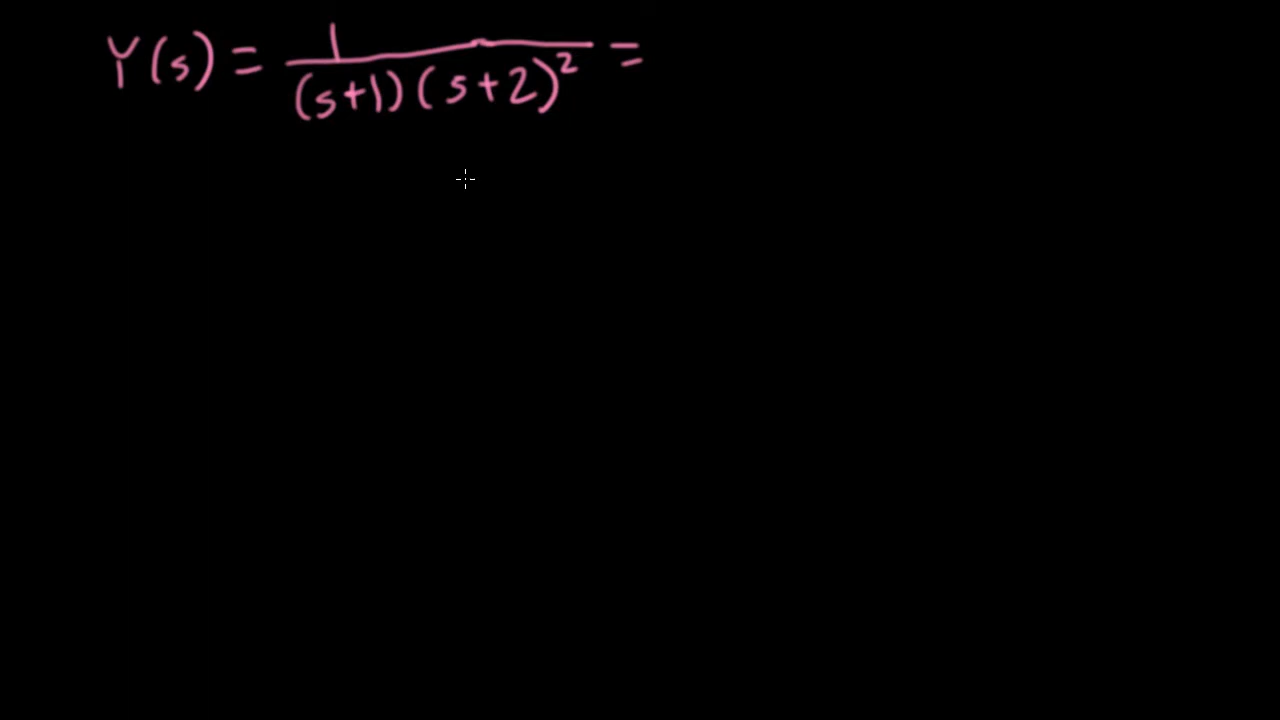 Y(s) = 1/((s+1)(s+2)²) =